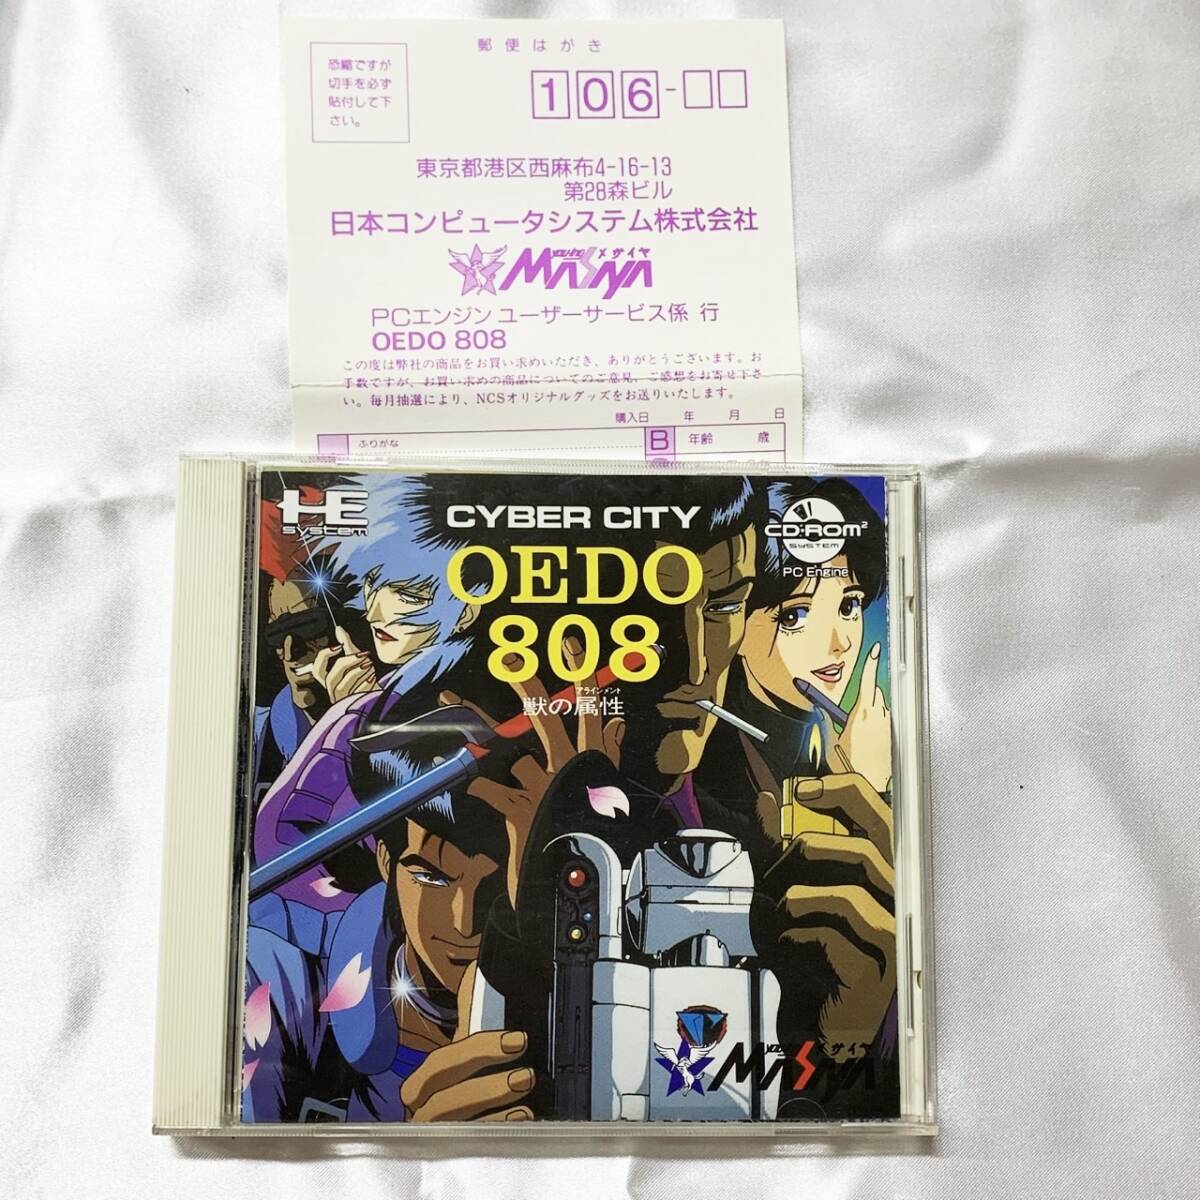 郵便はがき
恐縮ですが
切手を必ず
貼付して下
さい。
106-
東京都港区西麻布4-16-13
第28森ビル
日本コンピュータシステム株式会社
メサイヤ
MASAYA
PCエンジン ユーザーサービス係 行
OEDO 808
この度は弊社の商品をお買い求めいただき、ありがとうございます。お
手数ですが、お買い求めの商品についてのご意見、ご感想をお寄せ下さ
い。毎月抽選により、NCSオリジナルグッズをお送りいたします。
購入日 年 月 日
ふりがな
B 年齢 歳
HE
system
CYBER CITY
OEDO
808
アラインメント
獣の属性
CD-ROM²
SYSTEM
PC Engine
メサイヤ
MASAYA